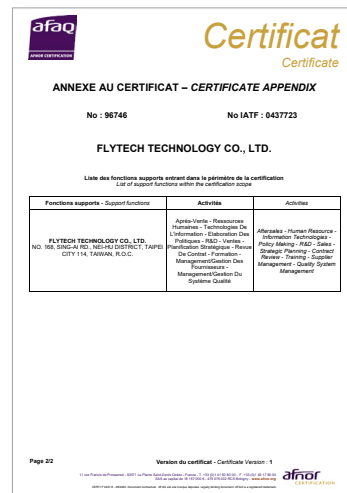 afaq
AFNOR CERTIFICATION
Certificat
Certificate
ANNEXE AU CERTIFICAT – CERTIFICATE APPENDIX
No : 96746 No IATF : 0437723
FLYTECH TECHNOLOGY CO., LTD.
Liste des fonctions supports entrant dans le périmètre de la certification
List of support functions within the certification scope
Fonctions supports - Support functions
Activités
Activities
FLYTECH TECHNOLOGY CO., LTD.
NO. 168, SING-AI RD., NEI-HU DISTRICT, TAIPEI
CITY 114, TAIWAN, R.O.C.
Après-Vente - Ressources
Humaines - Technologies De
L'Information - Elaboration Des
Politiques - R&D - Ventes -
Planification Stratégique - Revue
De Contrat - Formation -
Management/Gestion Des
Fournisseurs -
Management/Gestion Du
Système Qualité
Aftersales - Human Resource -
Information Technologies -
Policy Making - R&D - Sales -
Strategic Planning - Contract
Review - Training - Supplier
Management - Quality System
Management
Page 2/2
Version du certificat - Certificate Version : 1
afnor
CERTIFICATION